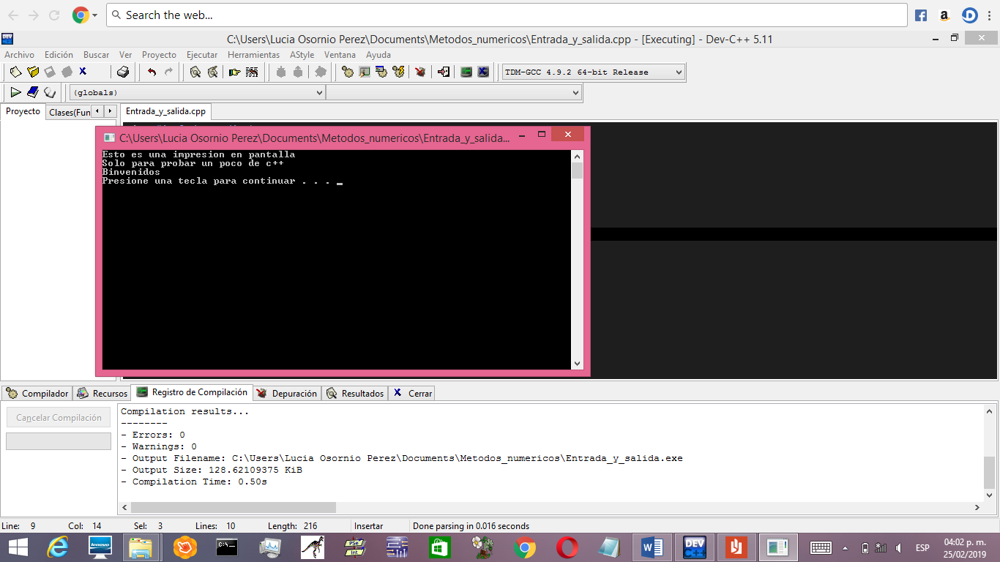 Search the web...
C:\Users\Lucia Osornio Perez\Documents\Metodos_numericos\Entrada_y_salida.cpp - [Executing] - Dev-C++ 5.11
Archivo Edición Buscar Ver Proyecto Ejecutar Herramientas AStyle Ventana Ayuda
TDM-GCC 4.9.2 64-bit Release
(globals)
Proyecto Clases(Fun Entrada_y_salida.cpp
C:\Users\Lucia Osornio Perez\Documents\Metodos_numericos\Entrada_y_salida...
Esto es una impresion en pantalla
Solo para probar un poco de c++
Binvenidos
Presione una tecla para continuar . . . _
Compilador Recursos Registro de Compilación Depuración Resultados Cerrar
Cancelar Compilación
Compilation results...
--------
- Errors: 0
- Warnings: 0
- Output Filename: C:\Users\Lucia Osornio Perez\Documents\Metodos_numericos\Entrada_y_salida.exe
- Output Size: 128.62109375 KiB
- Compilation Time: 0.50s
Line: 9 Col: 14 Sel: 3 Lines: 10 Length: 216 Insertar Done parsing in 0.016 seconds
ESP
04:02 p. m.
25/02/2019